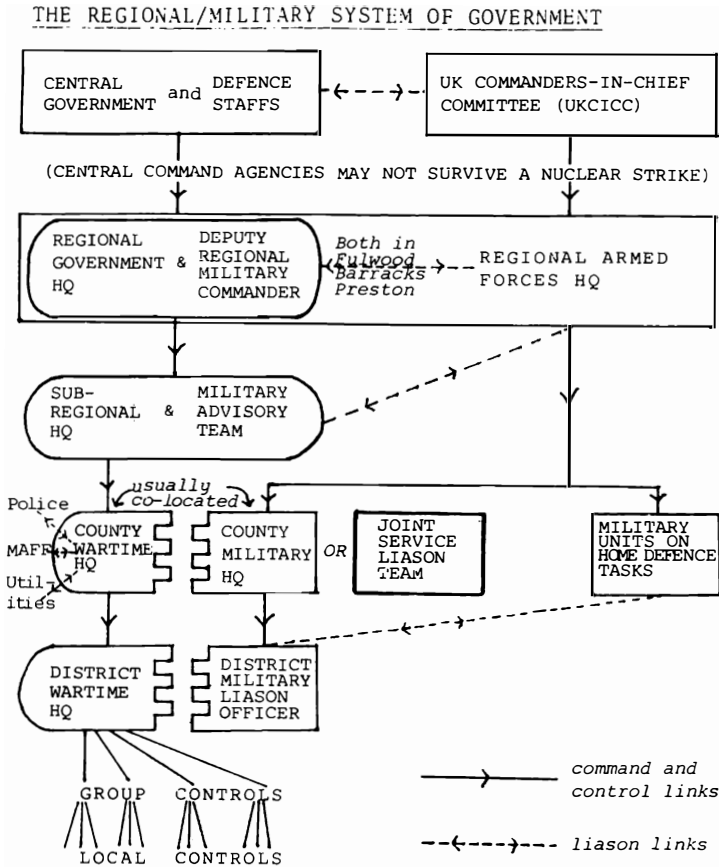 THE REGIONAL/MILITARY SYSTEM OF GOVERNMENT
CENTRAL
GOVERNMENT
and
DEFENCE
STAFFS
UK COMMANDERS-IN-CHIEF
COMMITTEE (UKCICC)
(CENTRAL COMMAND AGENCIES MAY NOT SURVIVE A NUCLEAR STRIKE)
REGIONAL
GOVERNMENT &
HQ
DEPUTY
REGIONAL
MILITARY
COMMANDER
Both in
Fulwood
Barracks
Preston
REGIONAL ARMED
FORCES HQ
SUB-
REGIONAL
HQ
&
MILITARY
ADVISORY
TEAM
usually
co-located
Police
MAFF
Util-
ities
COUNTY
WARTIME
HQ
COUNTY
MILITARY
HQ
OR
JOINT
SERVICE
LIASON
TEAM
MILITARY
UNITS ON
HOME DEFENCE
TASKS
DISTRICT
WARTIME
HQ
DISTRICT
MILITARY
LIASON
OFFICER
GROUP CONTROLS
LOCAL CONTROLS
command and
control links
liason links